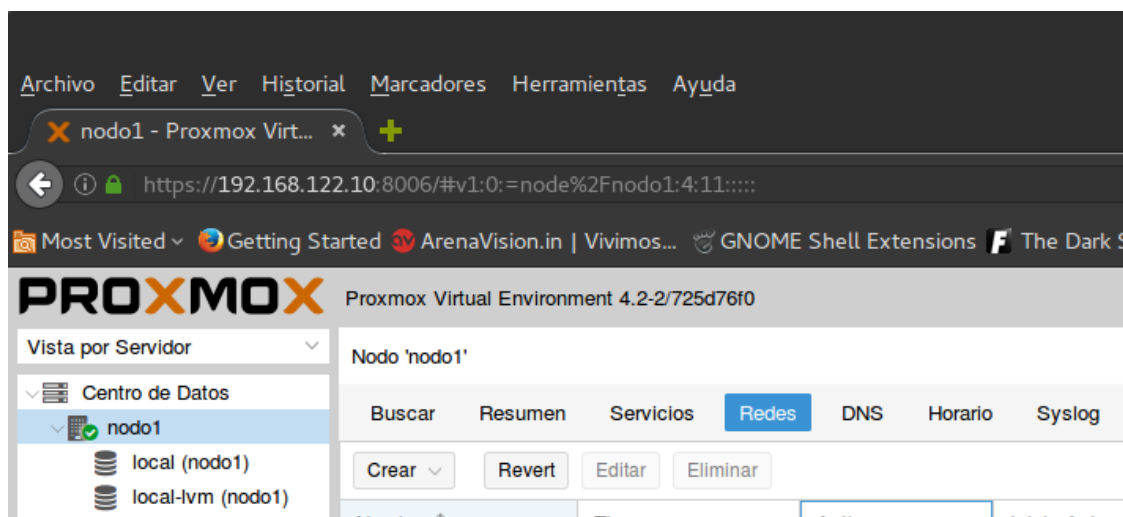 Archivo Editar Ver Historial Marcadores Herramientas Ayuda
nodo1 - Proxmox Virt...
https://192.168.122.10:8006/#v1:0:=node%2Fnodo1:4:11:::::
Most Visited Getting Started ArenaVision.in | Vivimos... GNOME Shell Extensions The Dark
PROXMOX Proxmox Virtual Environment 4.2-2/725d76f0
Vista por Servidor
Nodo 'nodo1'
Centro de Datos
nodo1
local (nodo1)
local-lvm (nodo1)
Buscar Resumen Servicios Redes DNS Horario Syslog
Crear Revert Editar Eliminar